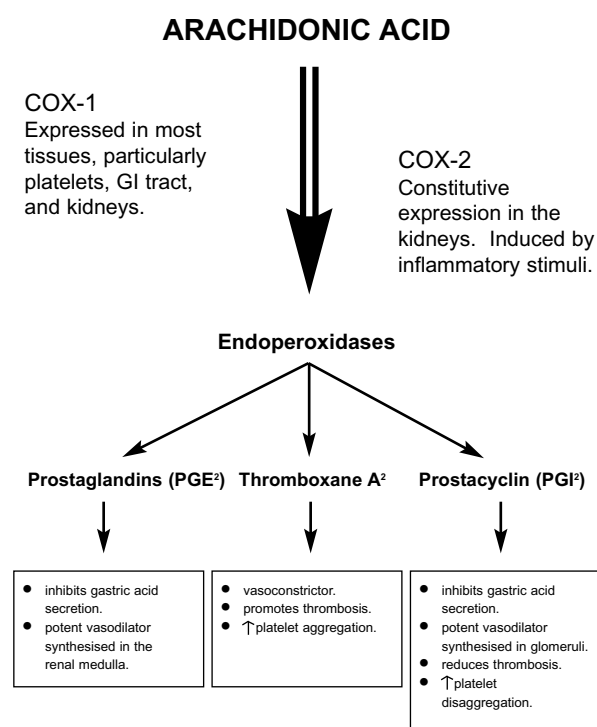 ARACHIDONIC ACID
COX-1
Expressed in most
tissues, particularly
platelets, GI tract,
and kidneys.
COX-2
Constitutive
expression in the
kidneys. Induced by
inflammatory stimuli.
Endoperoxidases
Prostaglandins (PGE²)
Thromboxane A²
Prostacyclin (PGI²)
● inhibits gastric acid
secretion.
● potent vasodilator
synthesised in the
renal medulla.
● vasoconstrictor.
● promotes thrombosis.
● ↑platelet aggregation.
● inhibits gastric acid
secretion.
● potent vasodilator
synthesised in glomeruli.
● reduces thrombosis.
● ↑platelet
disaggregation.